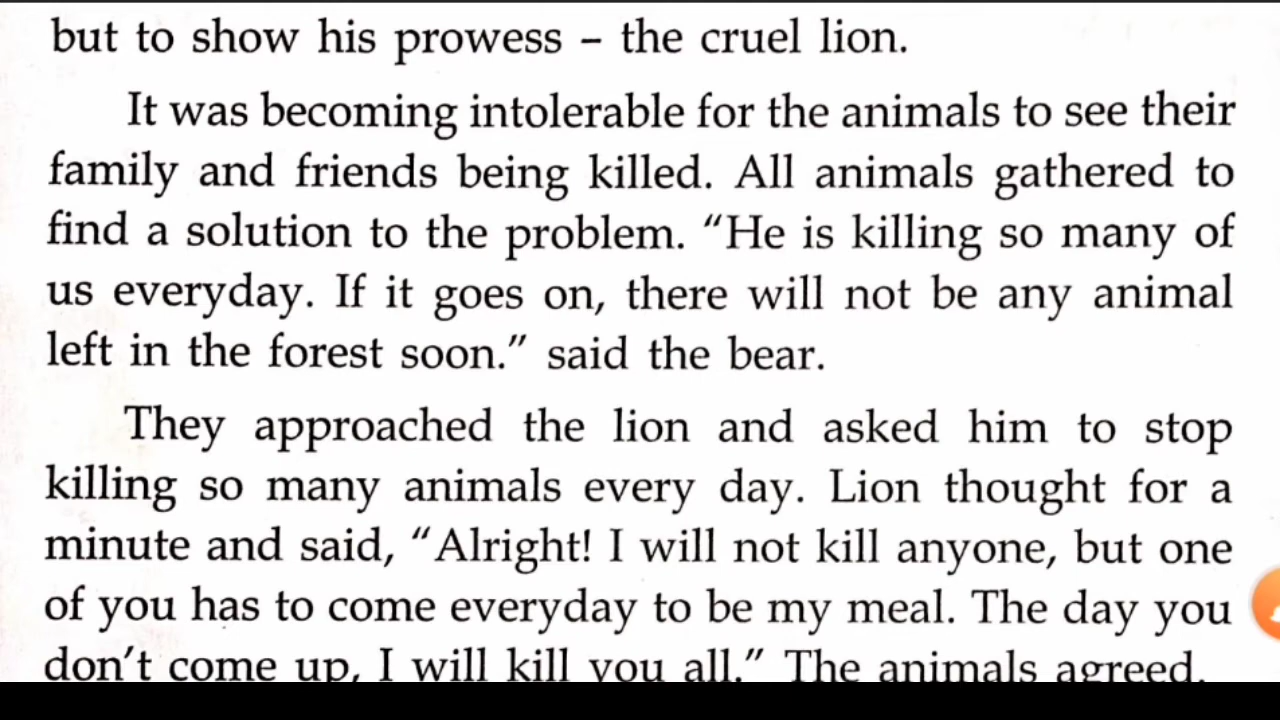 but to show his prowess – the cruel lion.
It was becoming intolerable for the animals to see their
family and friends being killed. All animals gathered to
find a solution to the problem. “He is killing so many of
us everyday. If it goes on, there will not be any animal
left in the forest soon.” said the bear.
They approached the lion and asked him to stop
killing so many animals every day. Lion thought for a
minute and said, “Alright! I will not kill anyone, but one
of you has to come everyday to be my meal. The day you
don’t come up, I will kill you all.” The animals agreed.